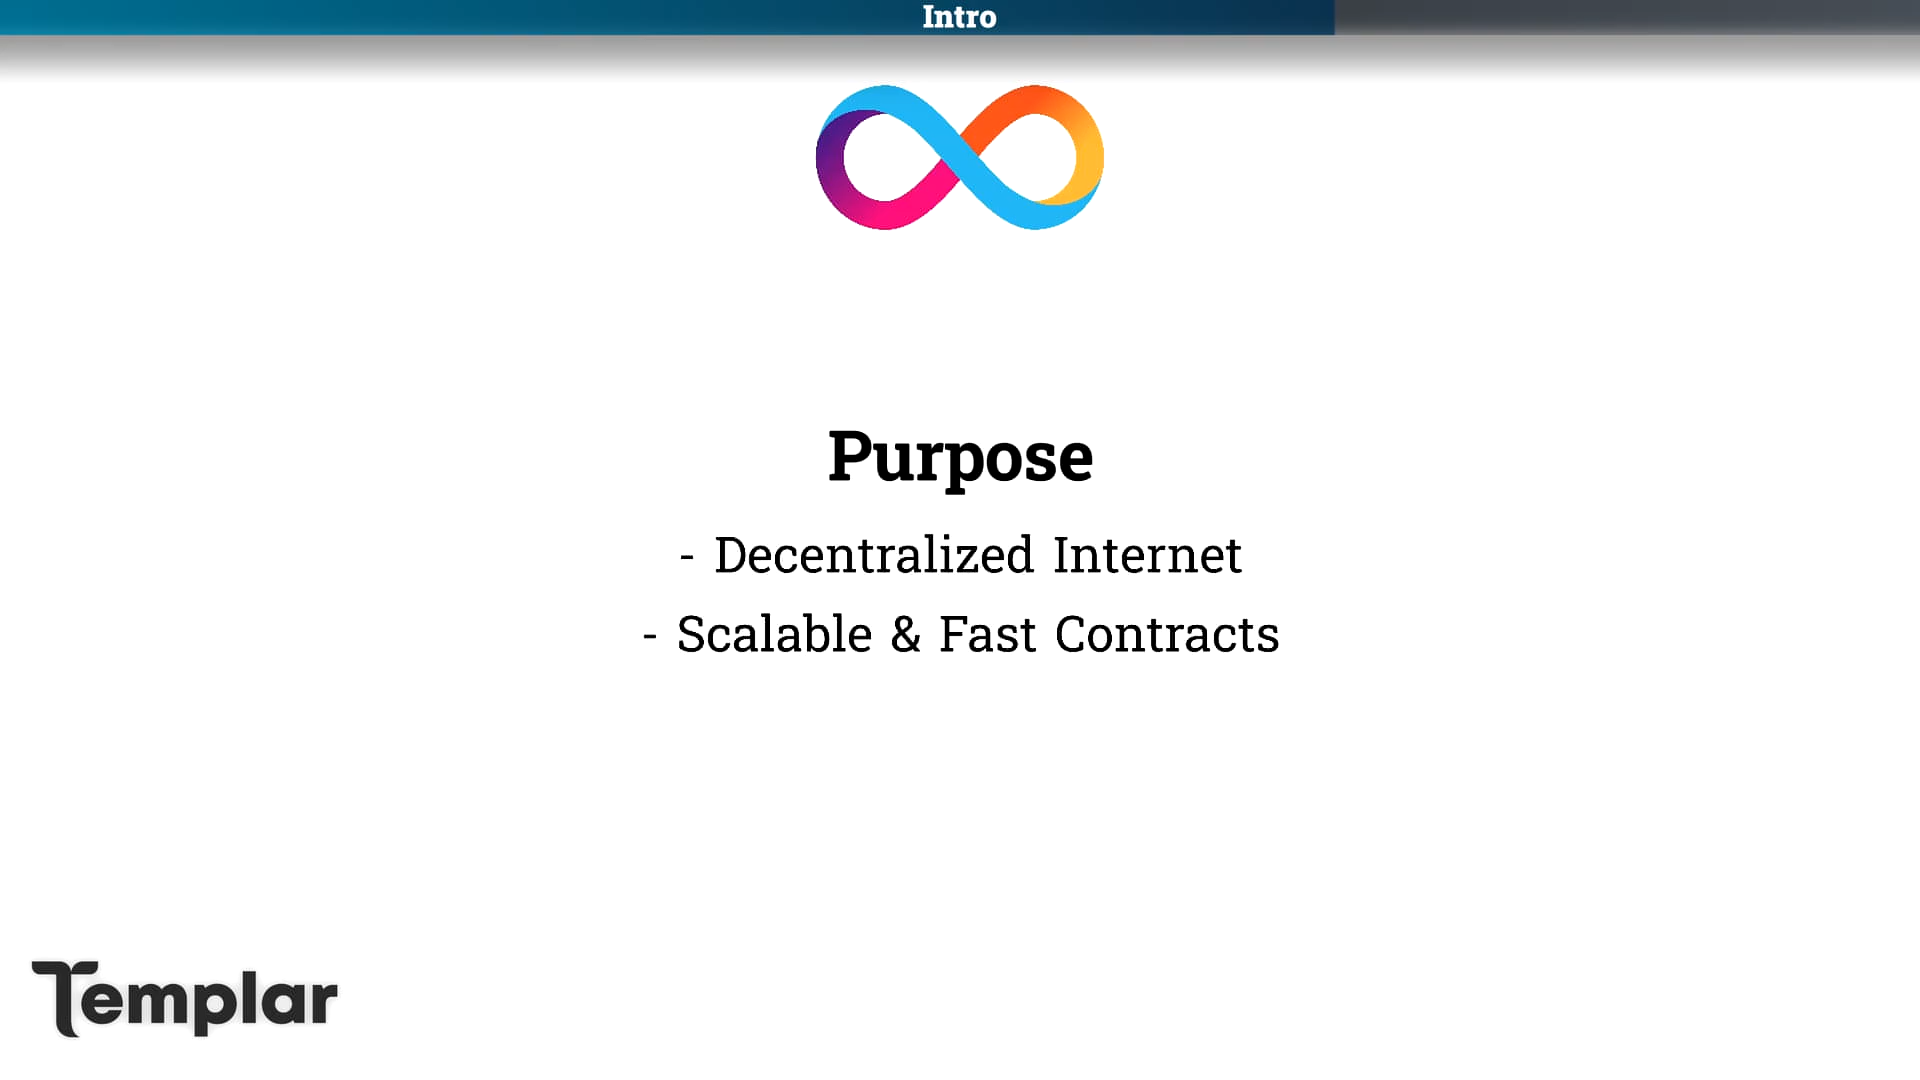 Intro
Purpose
- Decentralized Internet
- Scalable & Fast Contracts
Templar